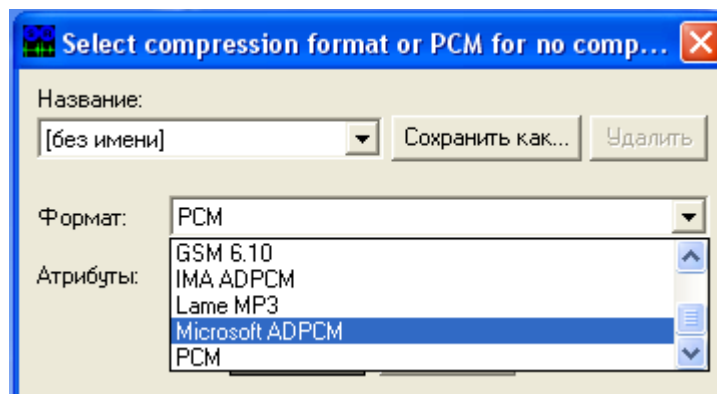 Select compression format or PCM for no comp...
Название:
[без имени]
Сохранить как...
Удалить
Формат:
PCM
Атрибуты:
GSM 6.10
IMA ADPCM
Lame MP3
Microsoft ADPCM
PCM